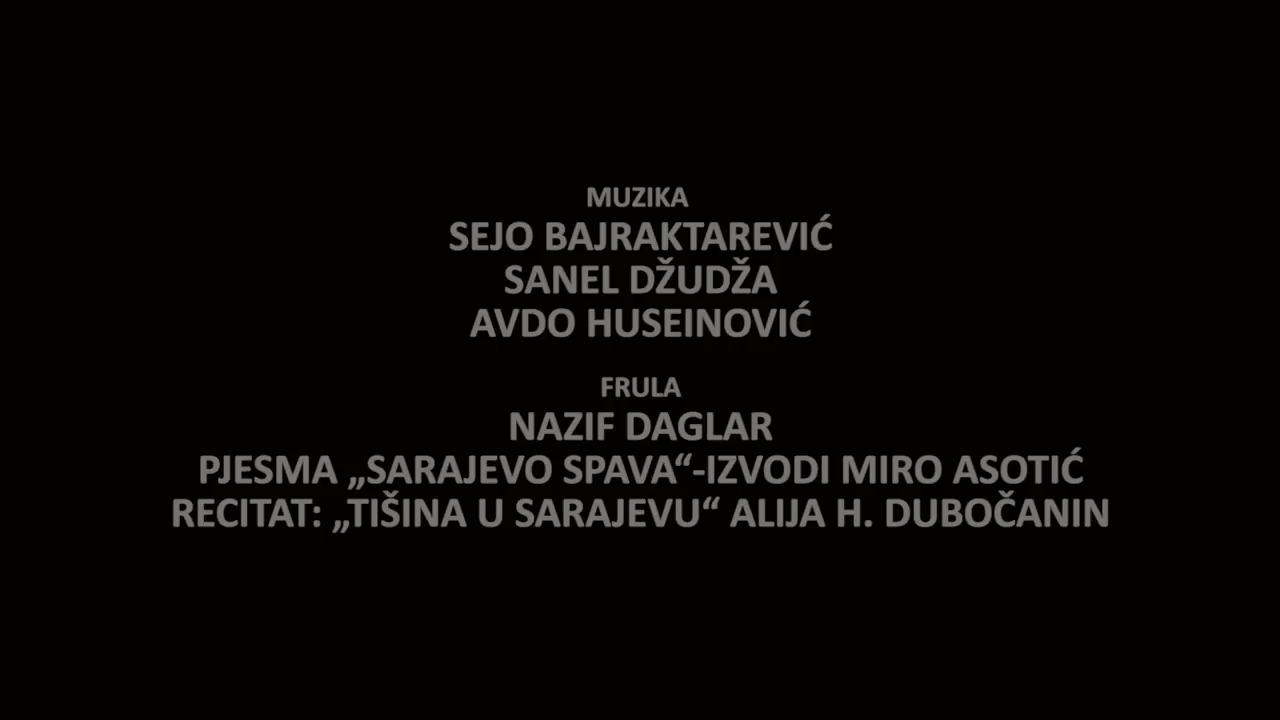 MUZIKA
SEJO BAJRAKTAREVIĆ
SANEL DŽUDŽA
AVDO HUSEINOVIĆ
FRULA
NAZIF DAGLAR
PJESMA „SARAJEVO SPAVA“-IZVODI MIRO ASOTIĆ
RECITAT: „TIŠINA U SARAJEVU“ ALIJA H. DUBOČANIN